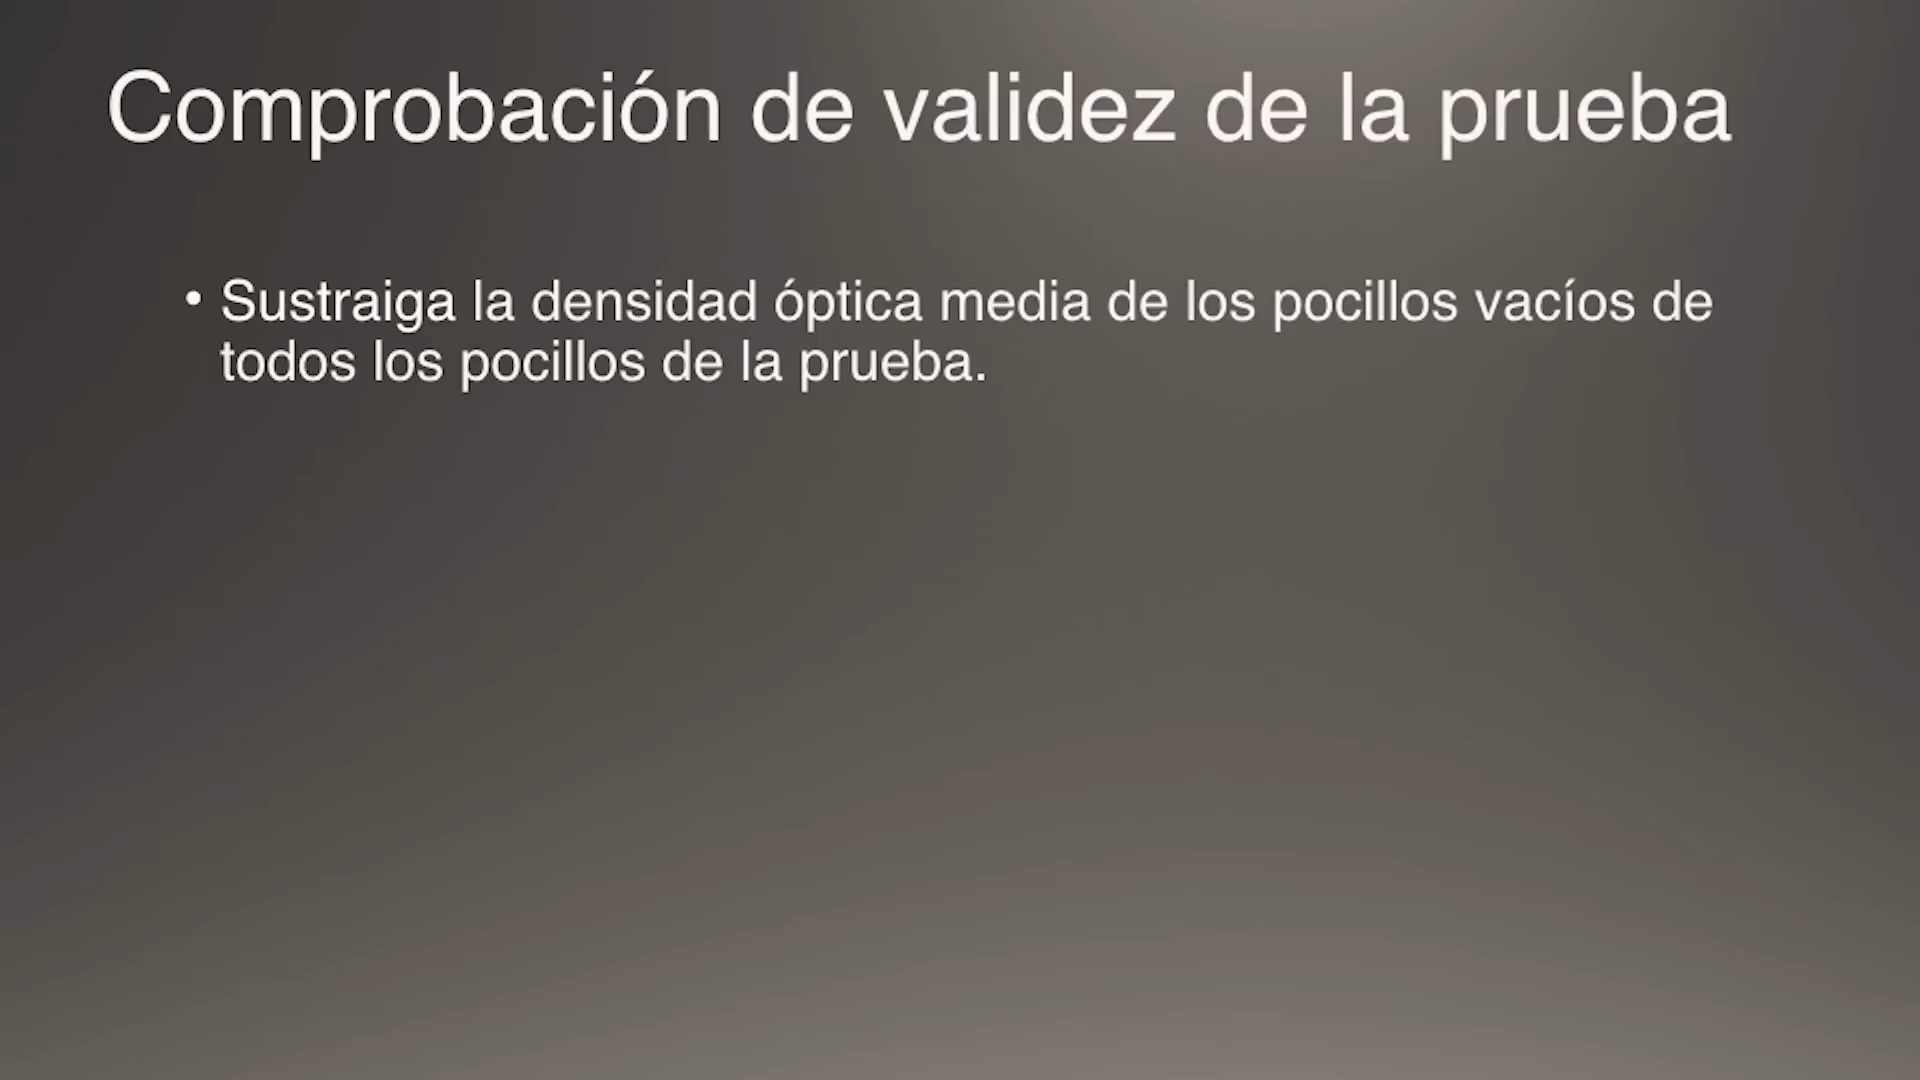 Comprobación de validez de la prueba
• Sustraiga la densidad óptica media de los pocillos vacíos de
todos los pocillos de la prueba.